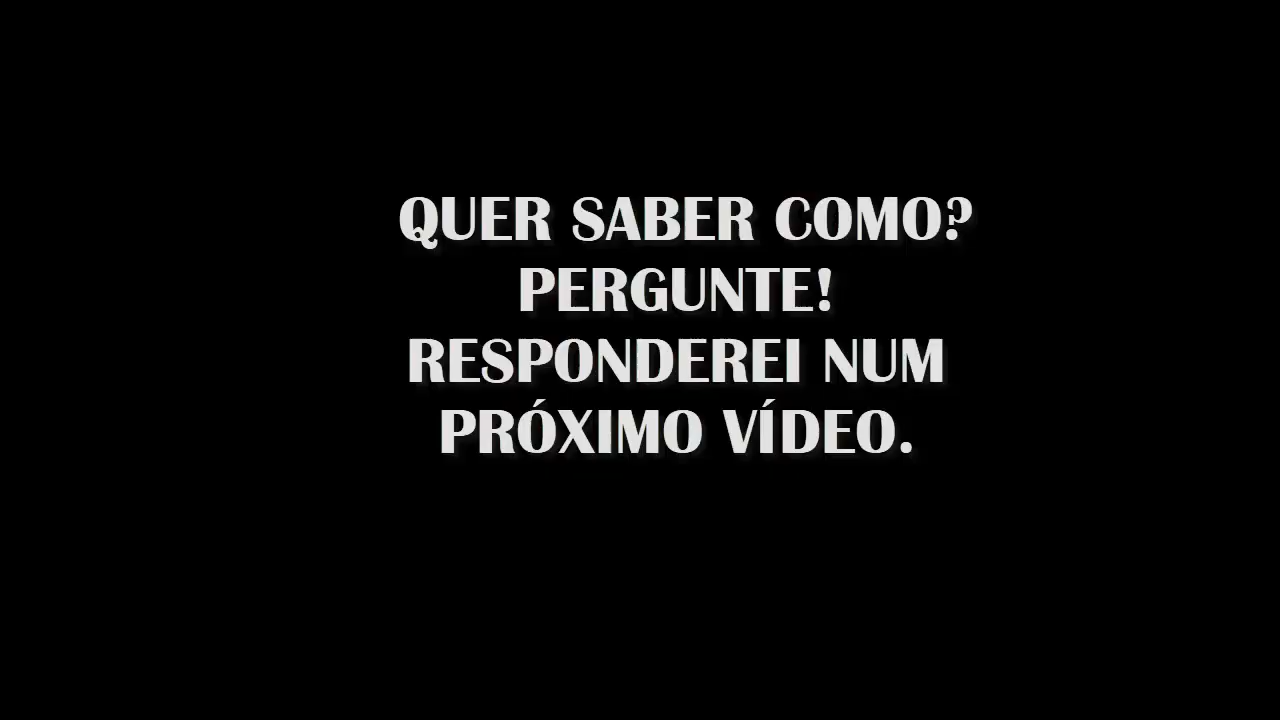 QUER SABER COMO?
PERGUNTE!
RESPONDEREI NUM
PRÓXIMO VÍDEO.